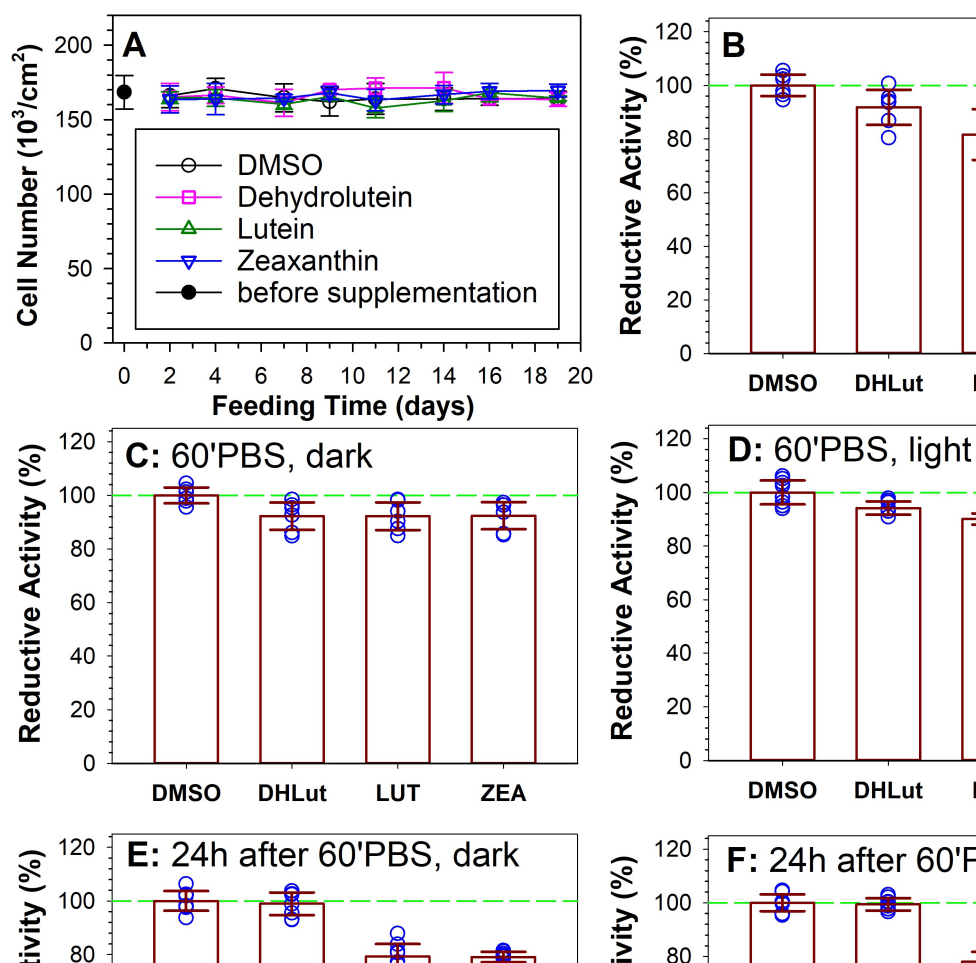 A
Cell Number (10³/cm²)
200
150
100
50
0
DMSO
Dehydrolutein
Lutein
Zeaxanthin
before supplementation
0 2 4 6 8 10 12 14 16 18 20
Feeding Time (days)
B
Reductive Activity (%)
120
100
80
60
40
20
0
DMSO DHLut
C: 60'PBS, dark
Reductive Activity (%)
120
100
80
60
40
20
0
DMSO DHLut LUT ZEA
D: 60'PBS, light
Reductive Activity (%)
120
100
80
60
40
20
0
DMSO DHLut
E: 24h after 60'PBS, dark
tivity (%)
120
100
80
F: 24h after 60'P
tivity (%)
120
100
80